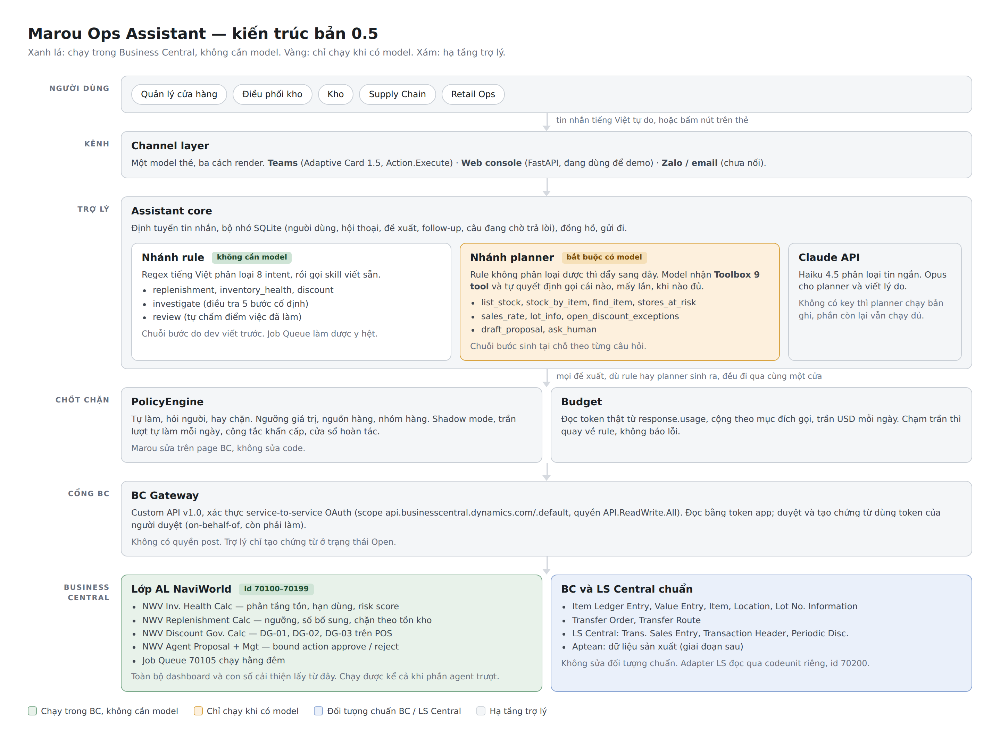 Marou Ops Assistant — kiến trúc bản 0.5
Xanh lá: chạy trong Business Central, không cần model. Vàng: chỉ chạy khi có model. Xám: hạ tầng trợ lý.
NGƯỜI DÙNG
Quản lý cửa hàng
Điều phối kho
Kho
Supply Chain
Retail Ops
tin nhắn tiếng Việt tự do, hoặc bấm nút trên thẻ
KÊNH
Channel layer
Một model thẻ, ba cách render. Teams (Adaptive Card 1.5, Action.Execute) · Web console (FastAPI, đang dùng để demo) · Zalo / email (chưa nối).
TRỢ LÝ
Assistant core
Định tuyến tin nhắn, bộ nhớ SQLite (người dùng, hội thoại, đề xuất, follow-up, câu đang chờ trả lời), đồng hồ, gửi đi.
Nhánh rule không cần model
Regex tiếng Việt phân loại 8 intent, rồi gọi skill viết sẵn.
• replenishment, inventory_health, discount
• investigate (điều tra 5 bước cố định)
• review (tự chấm điểm việc đã làm)
Chuỗi bước do dev viết trước. Job Queue làm được y hệt.
Nhánh planner bắt buộc có model
Rule không phân loại được thì đẩy sang đây. Model nhận Toolbox 9
tool và tự quyết định gọi cái nào, mấy lần, khi nào đủ.
• list_stock, stock_by_item, find_item, stores_at_risk
• sales_rate, lot_info, open_discount_exceptions
• draft_proposal, ask_human
Chuỗi bước sinh tại chỗ theo từng câu hỏi.
Claude API
Haiku 4.5 phân loại tin ngắn. Opus
cho planner và viết lý do.
Không có key thì planner chạy bản
ghi, phần còn lại vẫn chạy đủ.
mọi đề xuất, dù rule hay planner sinh ra, đều đi qua cùng một cửa
CHỐT CHẶN
PolicyEngine
Tự làm, hỏi người, hay chặn. Ngưỡng giá trị, nguồn hàng, nhóm hàng. Shadow mode, trần
lượt tự làm mỗi ngày, công tắc khẩn cấp, cửa sổ hoàn tác.
Marou sửa trên page BC, không sửa code.
Budget
Đọc token thật từ response.usage, cộng theo mục đích gọi, trần USD mỗi ngày. Chạm trần thì
quay về rule, không báo lỗi.
CỔNG BC
BC Gateway
Custom API v1.0, xác thực service-to-service OAuth (scope api.businesscentral.dynamics.com/.default, quyền API.ReadWrite.All). Đọc bằng token app; duyệt và tạo chứng từ dùng token của
người duyệt (on-behalf-of, còn phải làm).
Không có quyền post. Trợ lý chỉ tạo chứng từ ở trạng thái Open.
BUSINESS
CENTRAL
Lớp AL NaviWorld id 70100–70199
• NWV Inv. Health Calc — phân tầng tồn, hạn dùng, risk score
• NWV Replenishment Calc — ngưỡng, số bổ sung, chặn theo tồn kho
• NWV Discount Gov. Calc — DG-01, DG-02, DG-03 trên POS
• NWV Agent Proposal + Mgt — bound action approve / reject
• Job Queue 70105 chạy hằng đêm
Toàn bộ dashboard và con số cải thiện lấy từ đây. Chạy được kể cả khi phần agent trượt.
BC và LS Central chuẩn
• Item Ledger Entry, Value Entry, Item, Location, Lot No. Information
• Transfer Order, Transfer Route
• LS Central: Trans. Sales Entry, Transaction Header, Periodic Disc.
• Aptean: dữ liệu sản xuất (giai đoạn sau)
Không sửa đối tượng chuẩn. Adapter LS đọc qua codeunit riêng, id 70200.
Chạy trong BC, không cần model
Chỉ chạy khi có model
Đối tượng chuẩn BC / LS Central
Hạ tầng trợ lý